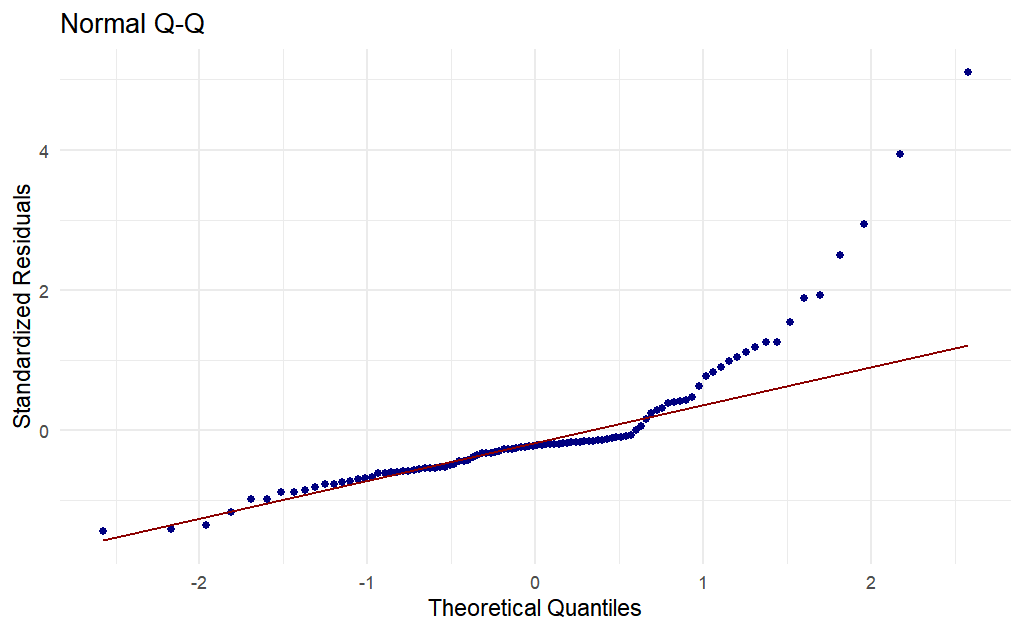 Normal Q-Q
Standardized Residuals
4
2
0
-2
-1
0
1
2
Theoretical Quantiles